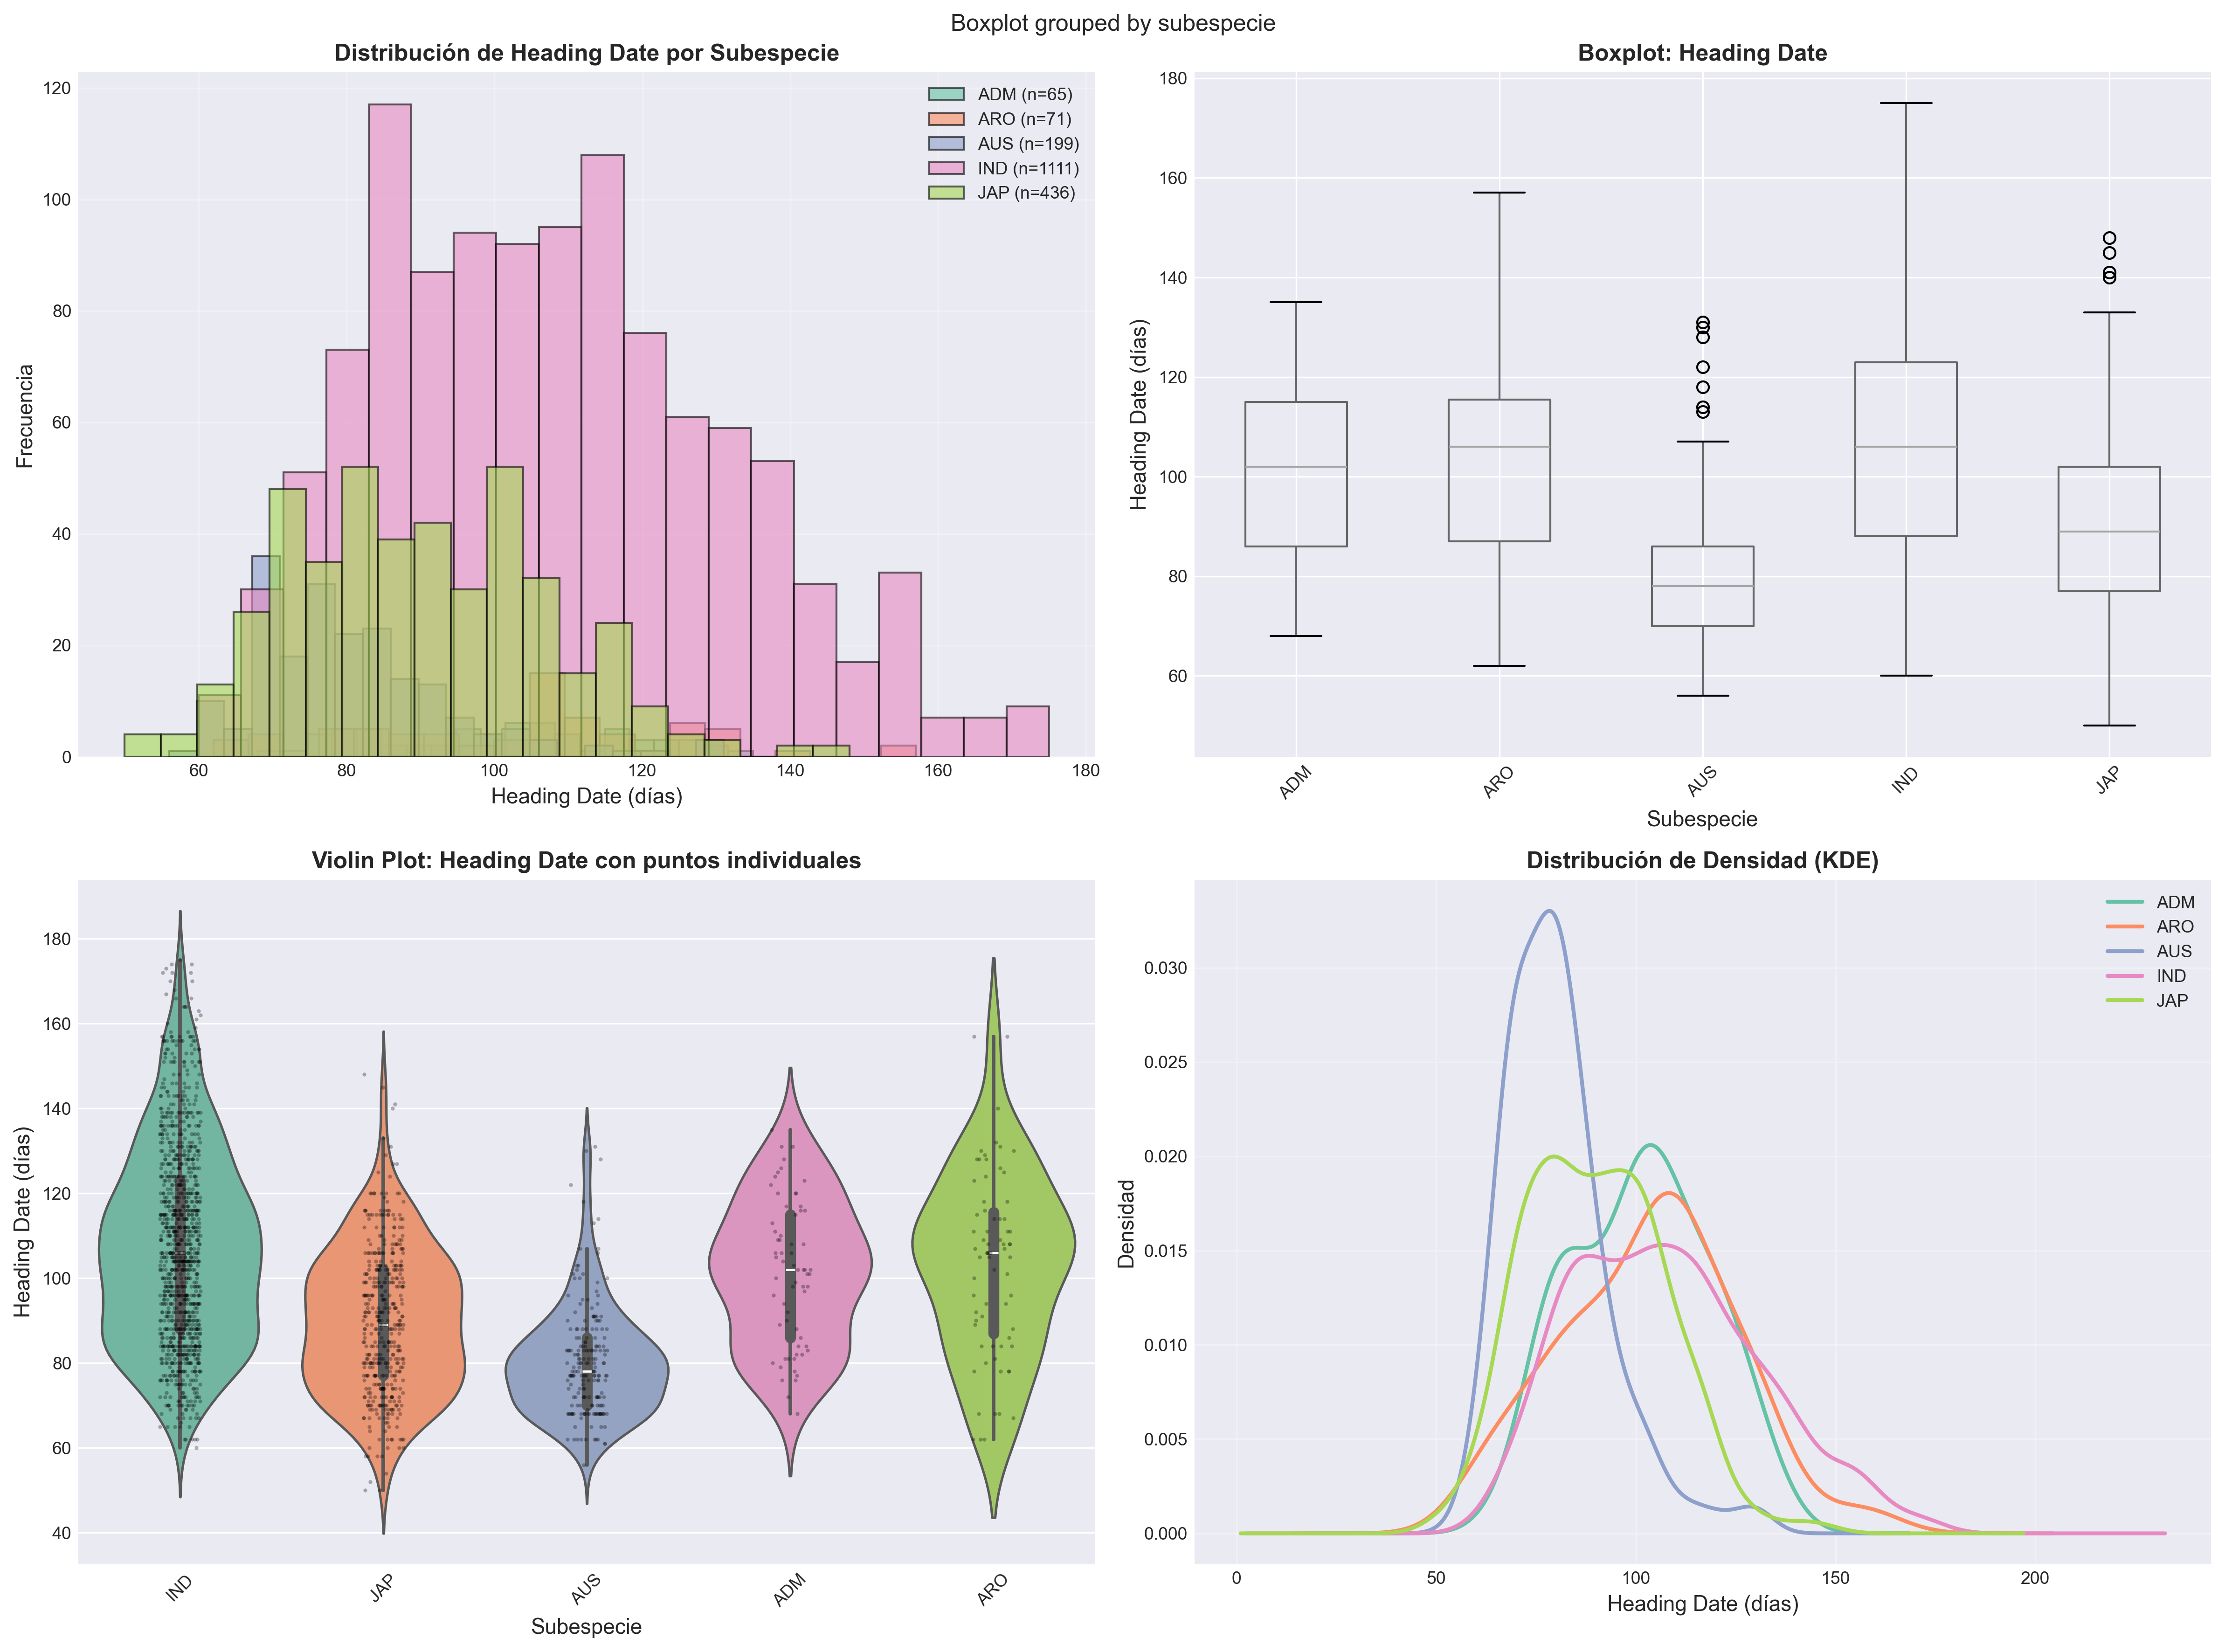 Boxplot grouped by subespecie
Distribución de Heading Date por Subespecie
120
100
80
60
40
20
0
Frecuencia
60
80
100
120
140
160
180
Heading Date (días)
ADM (n=65)
ARO (n=71)
AUS (n=199)
IND (n=1111)
JAP (n=436)
Boxplot: Heading Date
180
160
140
120
100
80
60
Heading Date (días)
ADM
ARO
AUS
IND
JAP
Subespecie
Violin Plot: Heading Date con puntos individuales
180
160
140
120
100
80
60
40
Heading Date (días)
IND
JAP
AUS
ADM
ARO
Subespecie
Distribución de Densidad (KDE)
0.030
0.025
0.020
0.015
0.010
0.005
0.000
Densidad
0
50
100
150
200
Heading Date (días)
ADM
ARO
AUS
IND
JAP